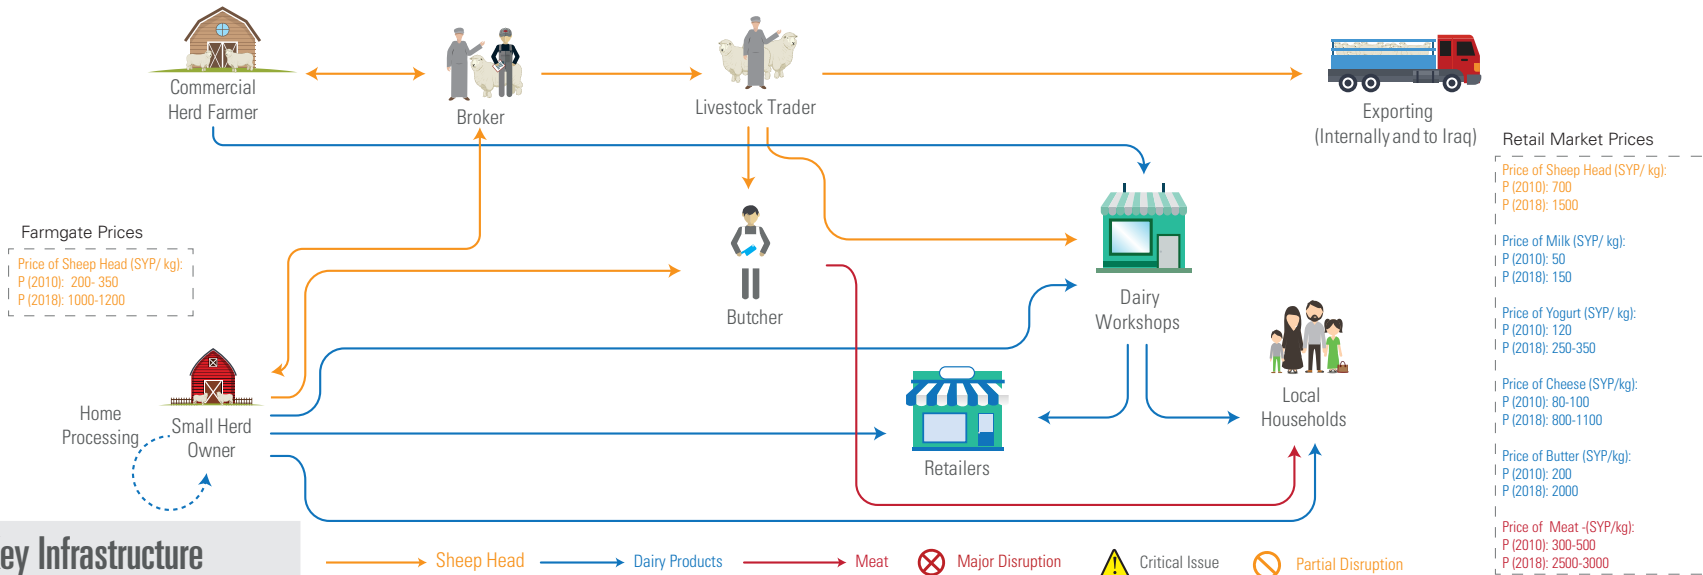 Commercial
Herd Farmer
Broker
Livestock Trader
Exporting
(Internally and to Iraq)
Retail Market Prices
Price of Sheep Head (SYP/ kg):
P (2010): 700
P (2018): 1500
Price of Milk (SYP/ kg):
P (2010): 50
P (2018): 150
Price of Yogurt (SYP/ kg):
P (2010): 120
P (2018): 250-350
Price of Cheese (SYP/kg):
P (2010): 80-100
P (2018): 800-1100
Price of Butter (SYP/kg):
P (2010): 200
P (2018): 2000
Price of Meat -(SYP/kg):
P (2010): 300-500
P (2018): 2500-3000
Farmgate Prices
Price of Sheep Head (SYP/ kg):
P (2010): 200- 350
P (2018): 1000-1200
Butcher
Dairy
Workshops
Local
Households
Retailers
Home
Processing
Small Herd
Owner
ey Infrastructure
Sheep Head
Dairy Products
Meat
Major Disruption
Critical Issue
Partial Disruption